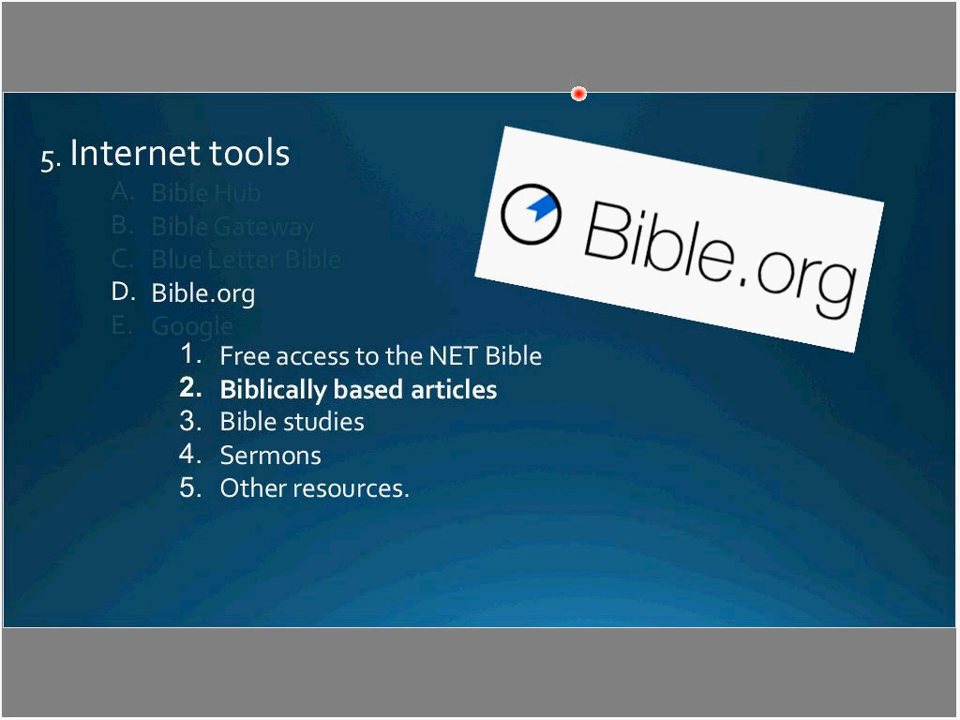 5. Internet tools
A. Bible Hub
B. Bible Gateway
C. Blue Letter Bible
D. Bible.org
E. Google
1. Free access to the NET Bible
2. Biblically based articles
3. Bible studies
4. Sermons
5. Other resources.
Bible.org